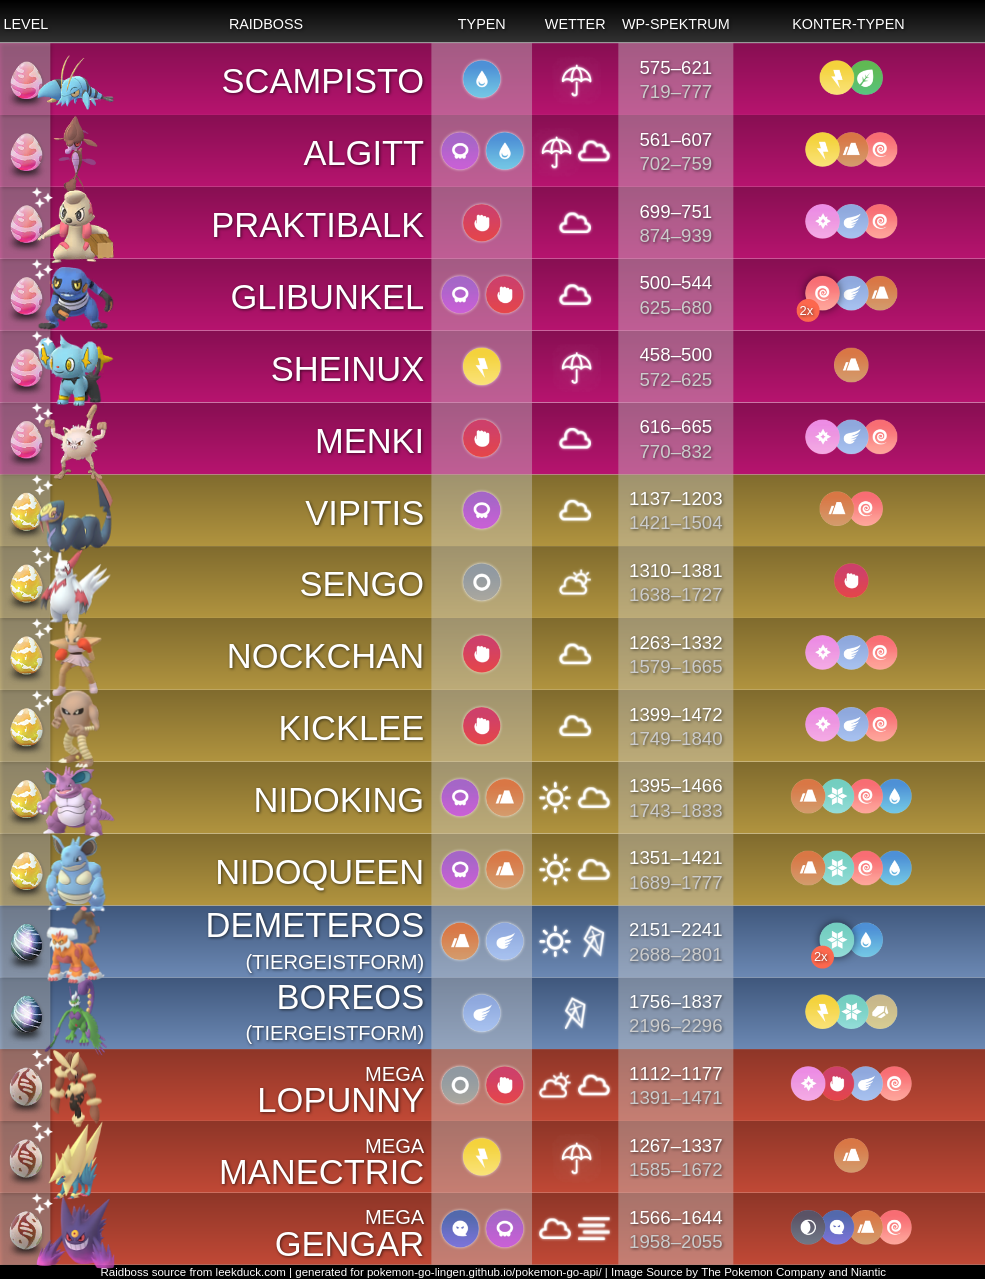 LEVEL RAIDBOSS TYPEN WETTER WP-SPEKTRUM KONTER-TYPEN
SCAMPISTO 575–621
719–777
ALGITT 561–607
702–759
PRAKTIBALK 699–751
874–939
GLIBUNKEL 500–544
625–680 2x
SHEINUX 458–500
572–625
MENKI 616–665
770–832
VIPITIS 1137–1203
1421–1504
SENGO 1310–1381
1638–1727
NOCKCHAN 1263–1332
1579–1665
KICKLEE 1399–1472
1749–1840
NIDOKING 1395–1466
1743–1833
NIDOQUEEN 1351–1421
1689–1777
DEMETEROS 2151–2241
(TIERGEISTFORM) 2688–2801 2x
BOREOS 1756–1837
(TIERGEISTFORM) 2196–2296
MEGA 1112–1177
LOPUNNY 1391–1471
MEGA 1267–1337
MANECTRIC 1585–1672
MEGA 1566–1644
GENGAR 1958–2055
Raidboss source from leekduck.com | generated for pokemon-go-lingen.github.io/pokemon-go-api/ | Image Source by The Pokemon Company and Niantic